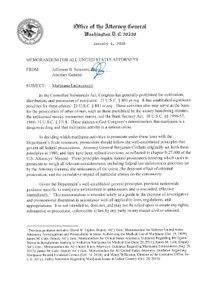 Office of the Attorney General
Washington, D.C. 20530
January 4, 2018
MEMORANDUM FOR ALL UNITED STATES ATTORNEYS
FROM: Jefferson B. Sessions, III
Attorney General
SUBJECT: Marijuana Enforcement
In the Controlled Substances Act, Congress has generally prohibited the cultivation,
distribution, and possession of marijuana. 21 U.S.C. § 801 et seq. It has established significant
penalties for these crimes. 21 U.S.C. § 841 et seq. These activities also may serve as the basis
for the prosecution of other crimes, such as those prohibited by the money laundering statutes,
the unlicensed money transmitter statute, and the Bank Secrecy Act. 18 U.S.C. §§ 1956-57,
1960; 31 U.S.C. § 5318. These statutes reflect Congress's determination that marijuana is a
dangerous drug and that marijuana activity is a serious crime.
In deciding which marijuana activities to prosecute under these laws with the
Department's finite resources, prosecutors should follow the well-established principles that
govern all federal prosecutions. Attorney General Benjamin Civiletti originally set forth these
principles in 1980, and they have been refined over time, as reflected in chapter 9-27.000 of the
U.S. Attorneys' Manual. These principles require federal prosecutors deciding which cases to
prosecute to weigh all relevant considerations, including federal law enforcement priorities set
by the Attorney General, the seriousness of the crime, the deterrent effect of criminal
prosecution, and the cumulative impact of particular crimes on the community.
Given the Department's well-established general principles, previous nationwide
guidance specific to marijuana enforcement is unnecessary and is rescinded, effective
immediately. This memorandum is intended solely as a guide to the exercise of investigative
and prosecutorial discretion in accordance with all applicable laws, regulations, and
appropriations. It is not intended to, does not, and may not be relied upon to create any rights,
substantive or procedural, enforceable at law by any party in any matter civil or criminal.